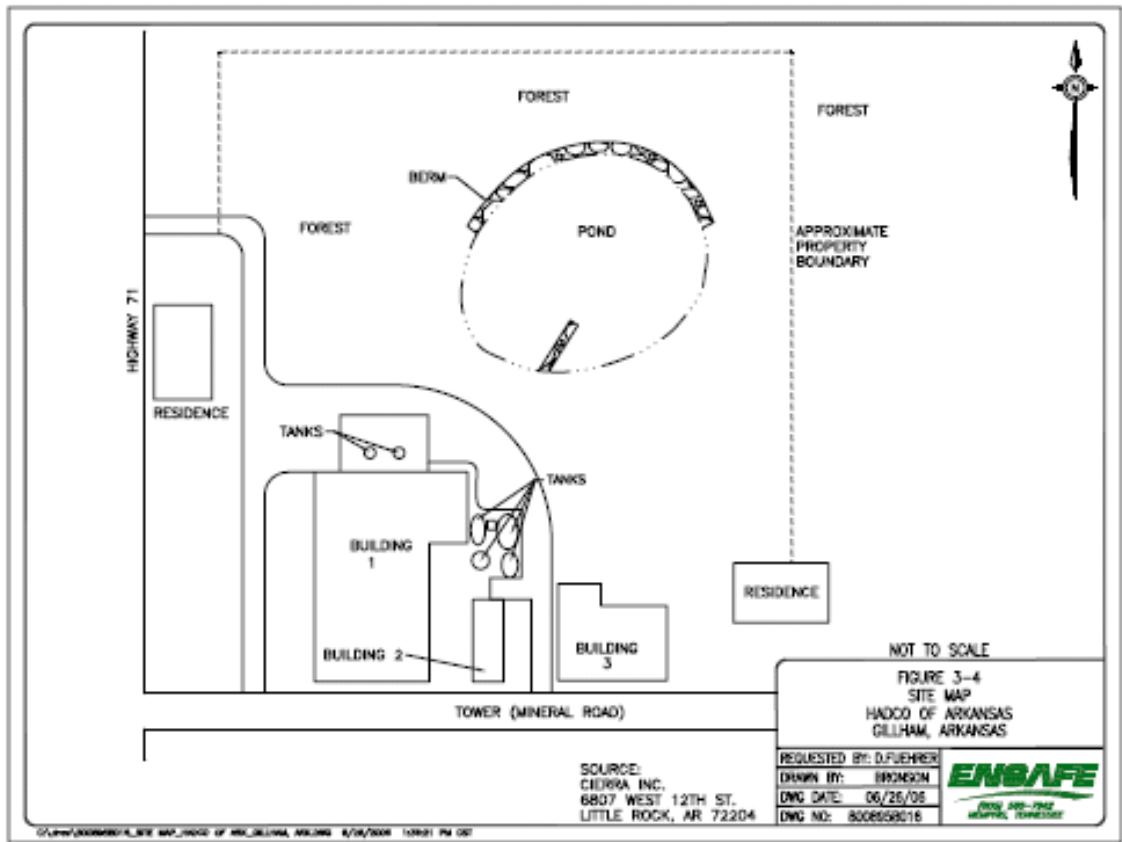 FOREST
FOREST
BERM
FOREST
POND
APPROXIMATE
PROPERTY
BOUNDARY
N
HIGHWAY 71
RESIDENCE
TANKS
TANKS
BUILDING
1
RESIDENCE
BUILDING 2
BUILDING
3
NOT TO SCALE
TOWER (MINERAL ROAD)
FIGURE 3-4
SITE MAP
HADCO OF ARKANSAS
GILLHAM, ARKANSAS
SOURCE:
CIERRA INC.
6807 WEST 12TH ST.
LITTLE ROCK, AR 72204
REQUESTED BY: D.FUEHRER
DRAWN BY: BRONSON
DWG DATE: 06/26/06
DWG NO: 8008958016
ENSAFE
MEMPHIS, TENNESSEE